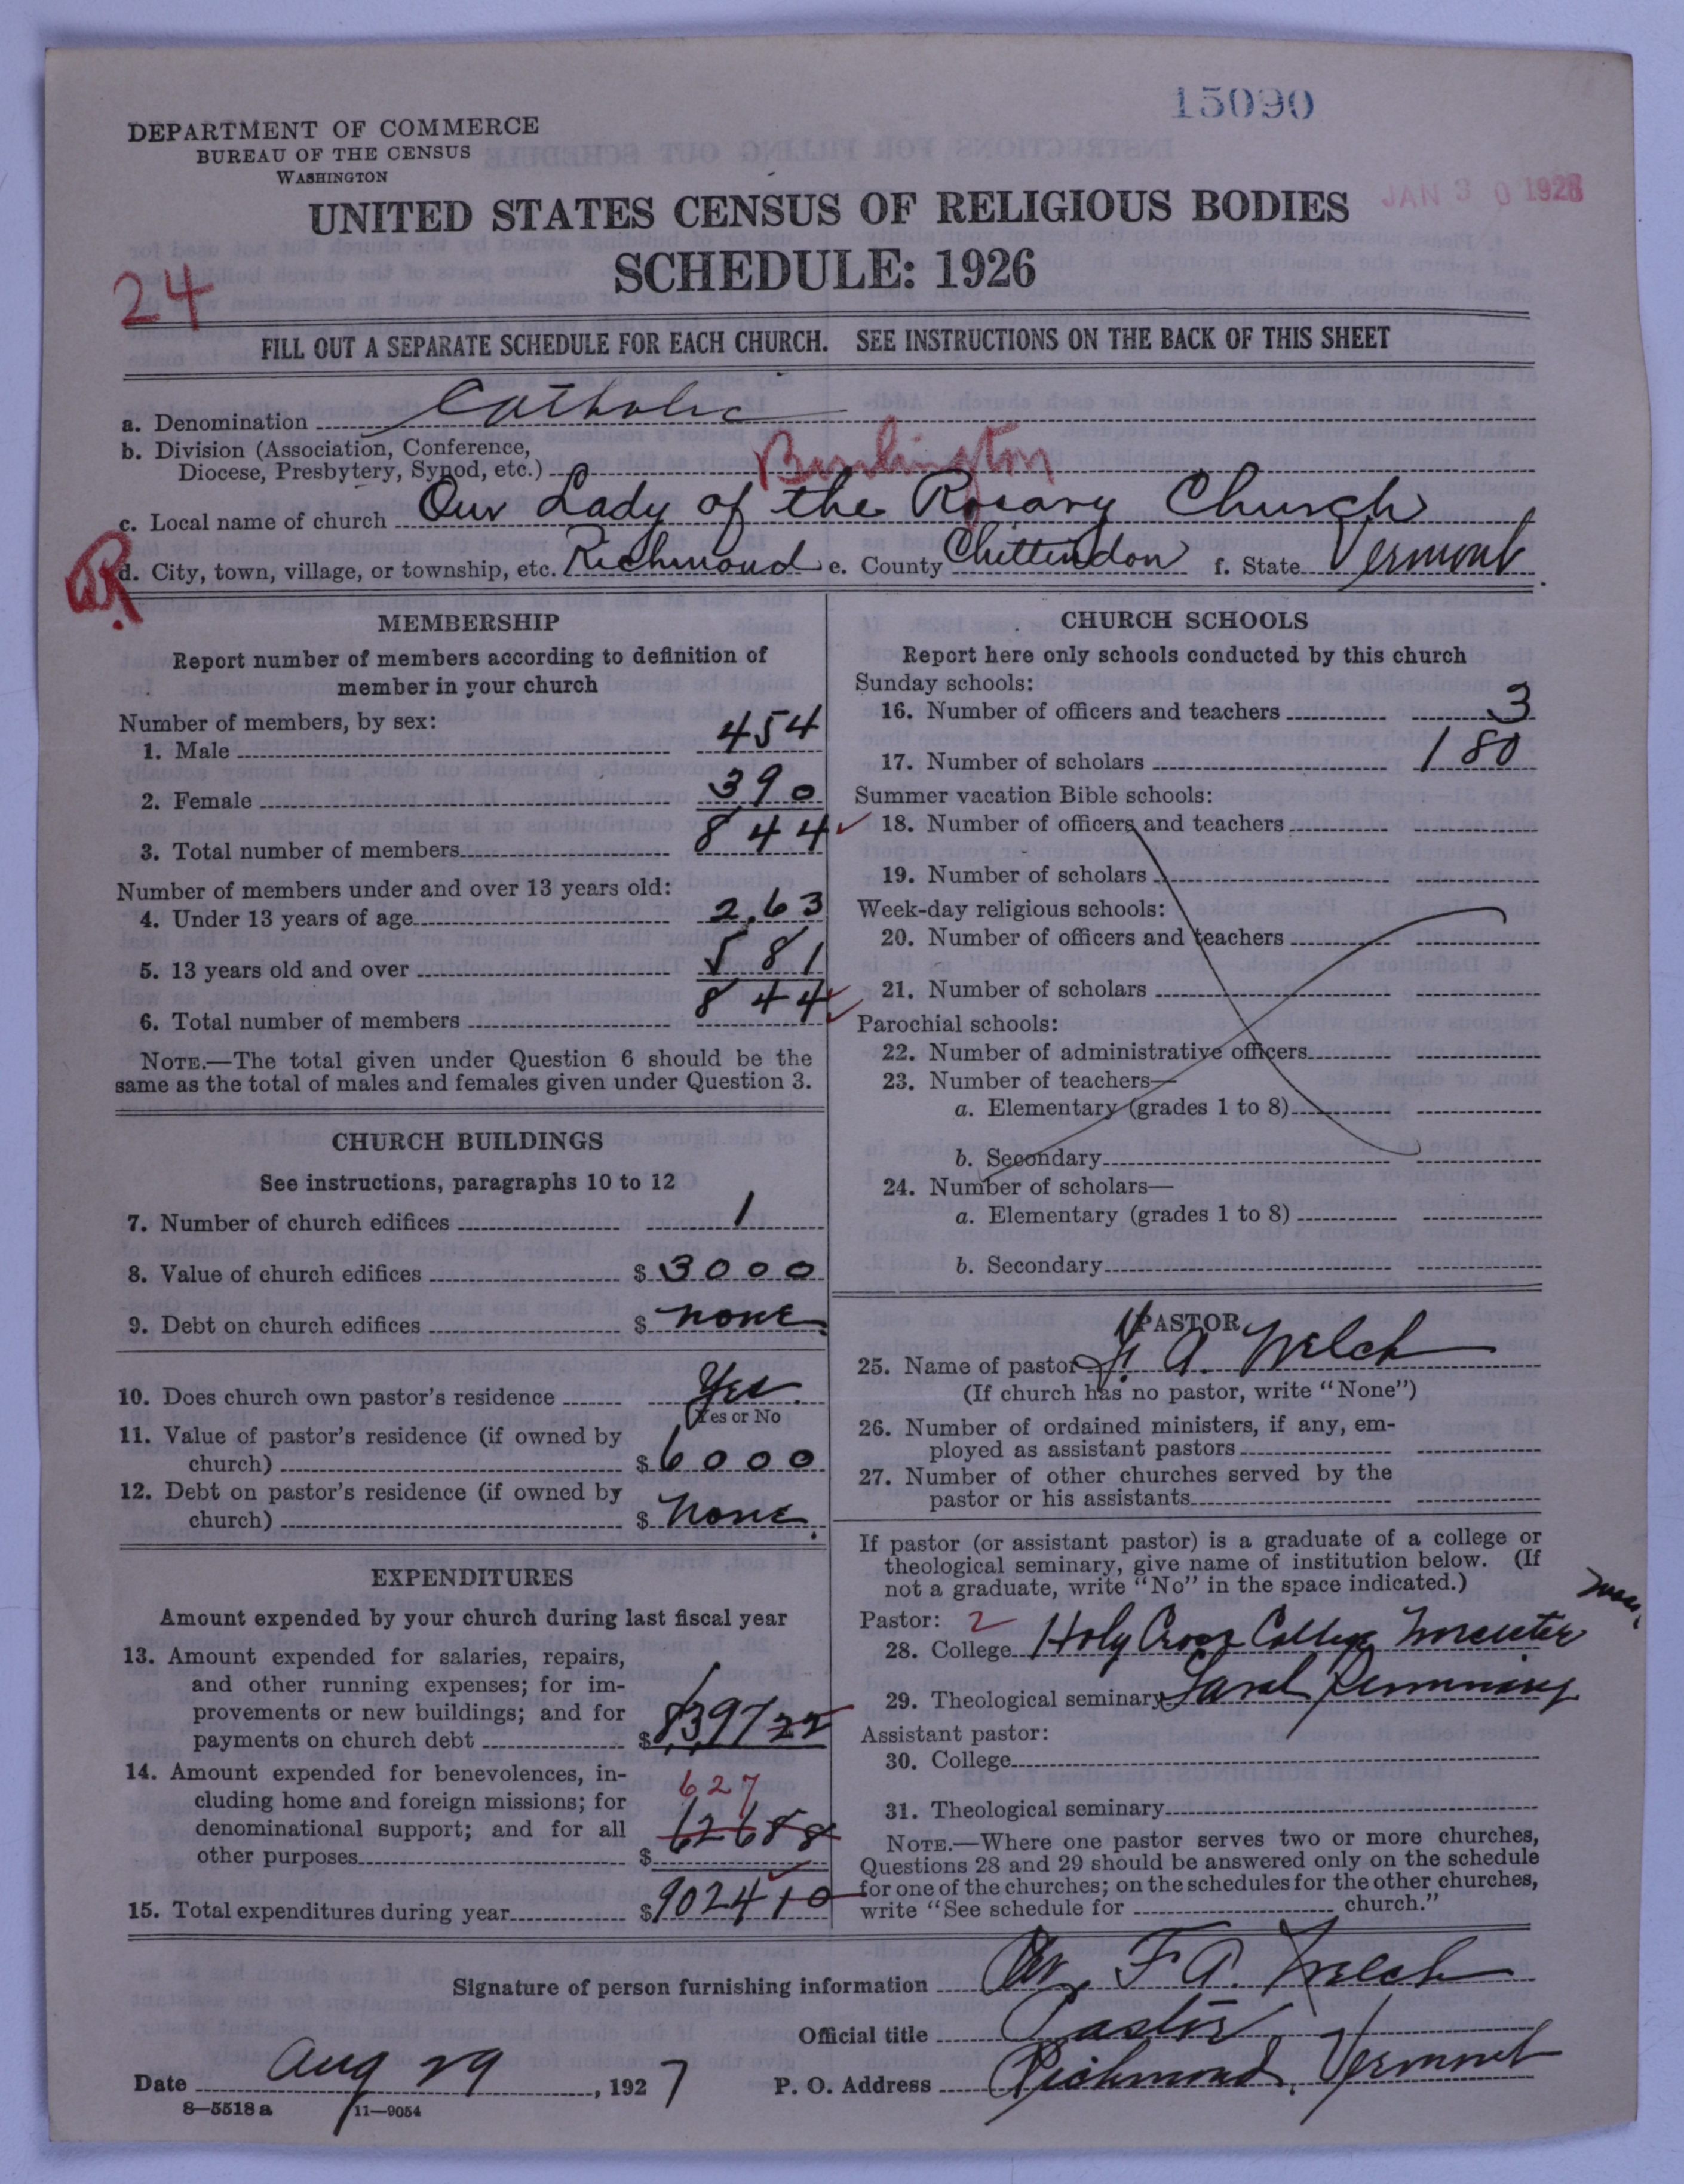 15090
DEPARTMENT OF COMMERCE
BUREAU OF THE CENSUS
WASHINGTON
JAN 30 1928
UNITED STATES CENSUS OF RELIGIOUS BODIES
SCHEDULE: 1926
24
FILL OUT A SEPARATE SCHEDULE FOR EACH CHURCH. SEE INSTRUCTIONS ON THE BACK OF THIS SHEET
a. Denomination Catholic
b. Division (Association, Conference,
Diocese, Presbytery, Synod, etc.) Burlington
c. Local name of church Our Lady of the Rosary Church
d. City, town, village, or township, etc. Richmond e. County Chittendon f. State Vermont
MEMBERSHIP
Report number of members according to definition of
member in your church
Number of members, by sex:
1. Male 454
2. Female 390
3. Total number of members 844
Number of members under and over 13 years old:
4. Under 13 years of age 263
5. 13 years old and over 581
6. Total number of members 844
NOTE.—The total given under Question 6 should be the
same as the total of males and females given under Question 3.
CHURCH BUILDINGS
See instructions, paragraphs 10 to 12
7. Number of church edifices 1
8. Value of church edifices $3000
9. Debt on church edifices $ none
10. Does church own pastor's residence Yes
(Yes or No
11. Value of pastor's residence (if owned by
church) $6000
12. Debt on pastor's residence (if owned by
church) $ none
EXPENDITURES
Amount expended by your church during last fiscal year
13. Amount expended for salaries, repairs,
and other running expenses; for im-
provements or new buildings; and for
payments on church debt $8397 22
14. Amount expended for benevolences, in-
627
cluding home and foreign missions; for
denominational support; and for all 626 88
other purposes $
15. Total expenditures during year $9024 10
CHURCH SCHOOLS
Report here only schools conducted by this church
Sunday schools:
16. Number of officers and teachers 3
17. Number of scholars 180
Summer vacation Bible schools:
18. Number of officers and teachers
19. Number of scholars
Week-day religious schools:
20. Number of officers and teachers
21. Number of scholars
Parochial schools:
22. Number of administrative officers
23. Number of teachers—
a. Elementary (grades 1 to 8)
b. Secondary
24. Number of scholars—
a. Elementary (grades 1 to 8)
b. Secondary
PASTOR
25. Name of pastor F. A. Welch
(If church has no pastor, write "None")
26. Number of ordained ministers, if any, em-
ployed as assistant pastors
27. Number of other churches served by the
pastor or his assistants
If pastor (or assistant pastor) is a graduate of a college or
theological seminary, give name of institution below. (If
not a graduate, write "No" in the space indicated.)
Mass.
Pastor: 2
28. College Holy Cross College Worcester
29. Theological seminary Laval Seminary
Assistant pastor:
30. College
31. Theological seminary
NOTE.—Where one pastor serves two or more churches,
Questions 28 and 29 should be answered only on the schedule
for one of the churches; on the schedules for the other churches,
write "See schedule for church."
Signature of person furnishing information F. A. Welch
Official title Pastor
Date Aug 29, 1927 P. O. Address Richmond, Vermont
8—5518a 11—9054